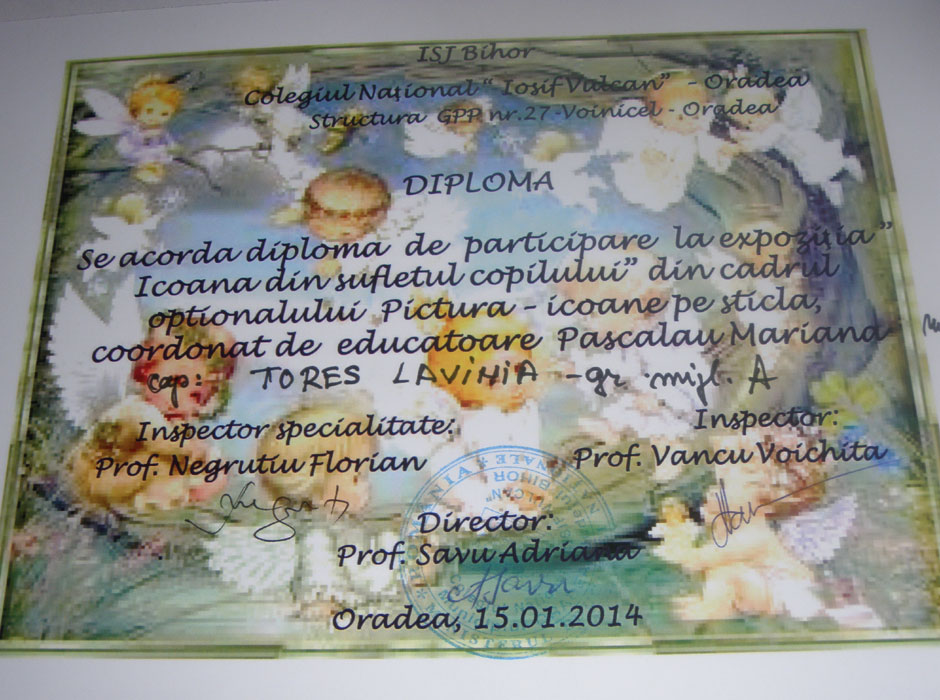 ISJ Bihor
Colegiul Național " Iosif Vulcan" - Oradea
Structura GPP nr.27 -Voinicel - Oradea
DIPLOMA
Se acorda diploma de participare la expoziția "
Icoana din sufletul copilului" din cadrul
optionalului Pictura - icoane pe sticla,
coordonat de educatoare Pascalau Mariana
cop: TORES LAVINIA - gr. mijl. A
Inspector specialitate:
Inspector:
Prof. Negrutiu Florian
Prof. Vancu Voichita
Director:
Prof. Savu Adriana
Oradea, 15.01.2014